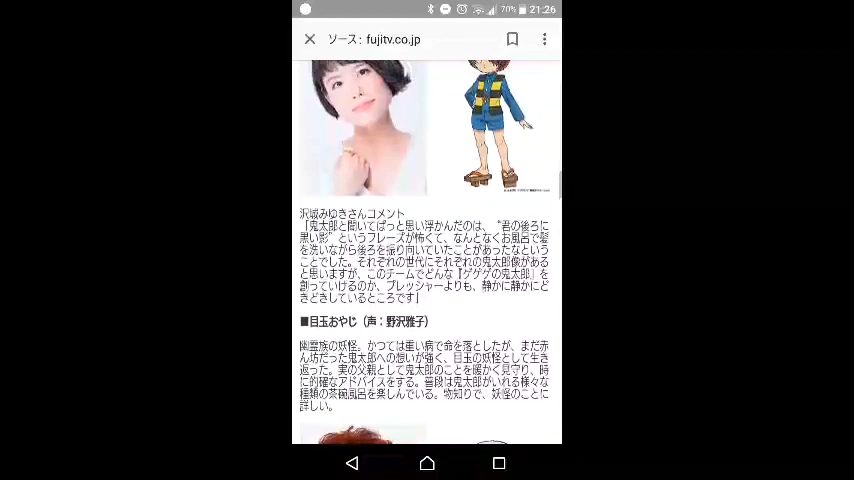 70% 21:26
ソース: fujitv.co.jp
沢城みゆきさんコメント
「鬼太郎と聞いてぱっと思い浮かんだのは、“君の後ろに
黒い影”というフレーズが怖くて、なんとなくお風呂で髪
を洗いながら後ろを振り向いていたことがあったなという
ことでした。それぞれの世代にそれぞれの鬼太郎像がある
と思いますが、このチームでどんな『ゲゲゲの鬼太郎』を
創っていけるのか、プレッシャーよりも、静かに静かにど
きどきしているところです」
■目玉おやじ（声：野沢雅子）
幽霊族の妖怪。かつては重い病で命を落としたが、まだ赤
ん坊だった鬼太郎への想いが強く、目玉の妖怪として生き
返った。実の父親として鬼太郎のことを暖かく見守り、時
に的確なアドバイスをする。普段は鬼太郎がいれる様々な
種類の茶碗風呂を楽しんでいる。物知りで、妖怪のことに
詳しい。